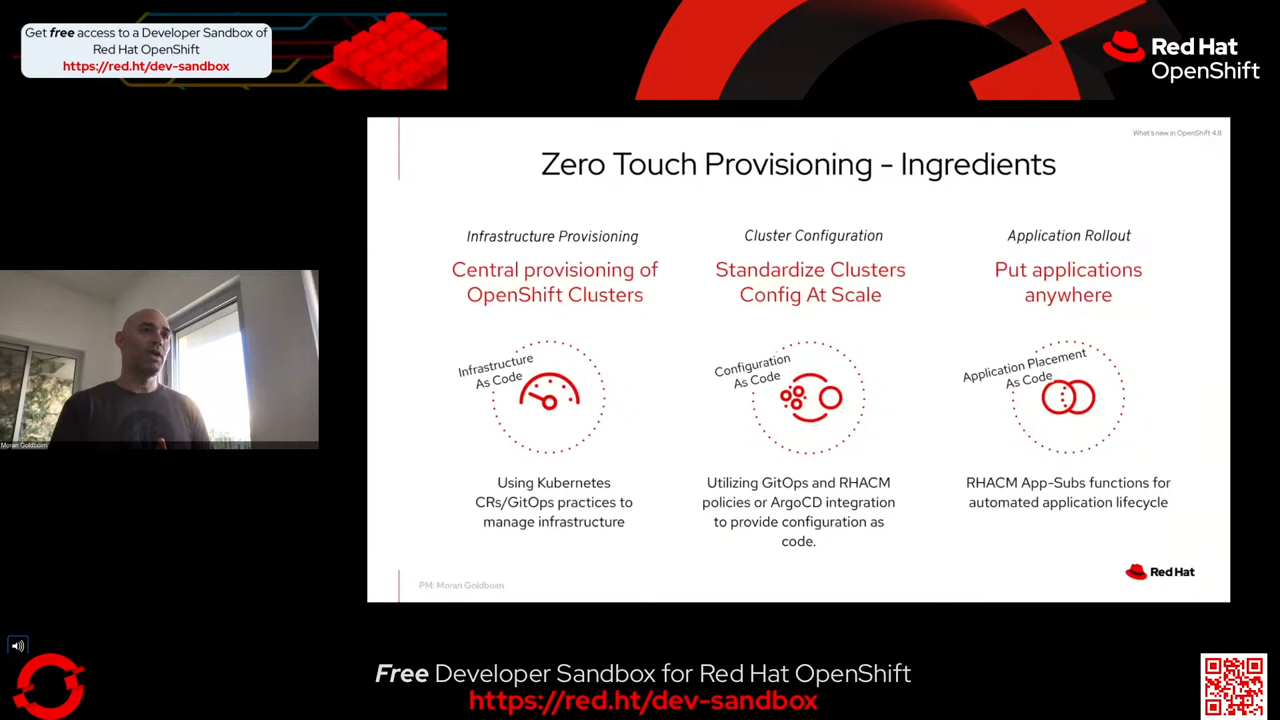 Get free access to a Developer Sandbox of
Red Hat OpenShift
https://red.ht/dev-sandbox
Red Hat
OpenShift
What's new in OpenShift 4.8
Zero Touch Provisioning - Ingredients
Infrastructure Provisioning
Central provisioning of
OpenShift Clusters
Infrastructure
As Code
Using Kubernetes
CRs/GitOps practices to
manage infrastructure
Cluster Configuration
Standardize Clusters
Config At Scale
Configuration
As Code
Utilizing GitOps and RHACM
policies or ArgoCD integration
to provide configuration as
code.
Application Rollout
Put applications
anywhere
Application Placement
As Code
RHACM App-Subs functions for
automated application lifecycle
PM: Moran Goldboim
Red Hat
Moran Goldboim
Free Developer Sandbox for Red Hat OpenShift
https://red.ht/dev-sandbox